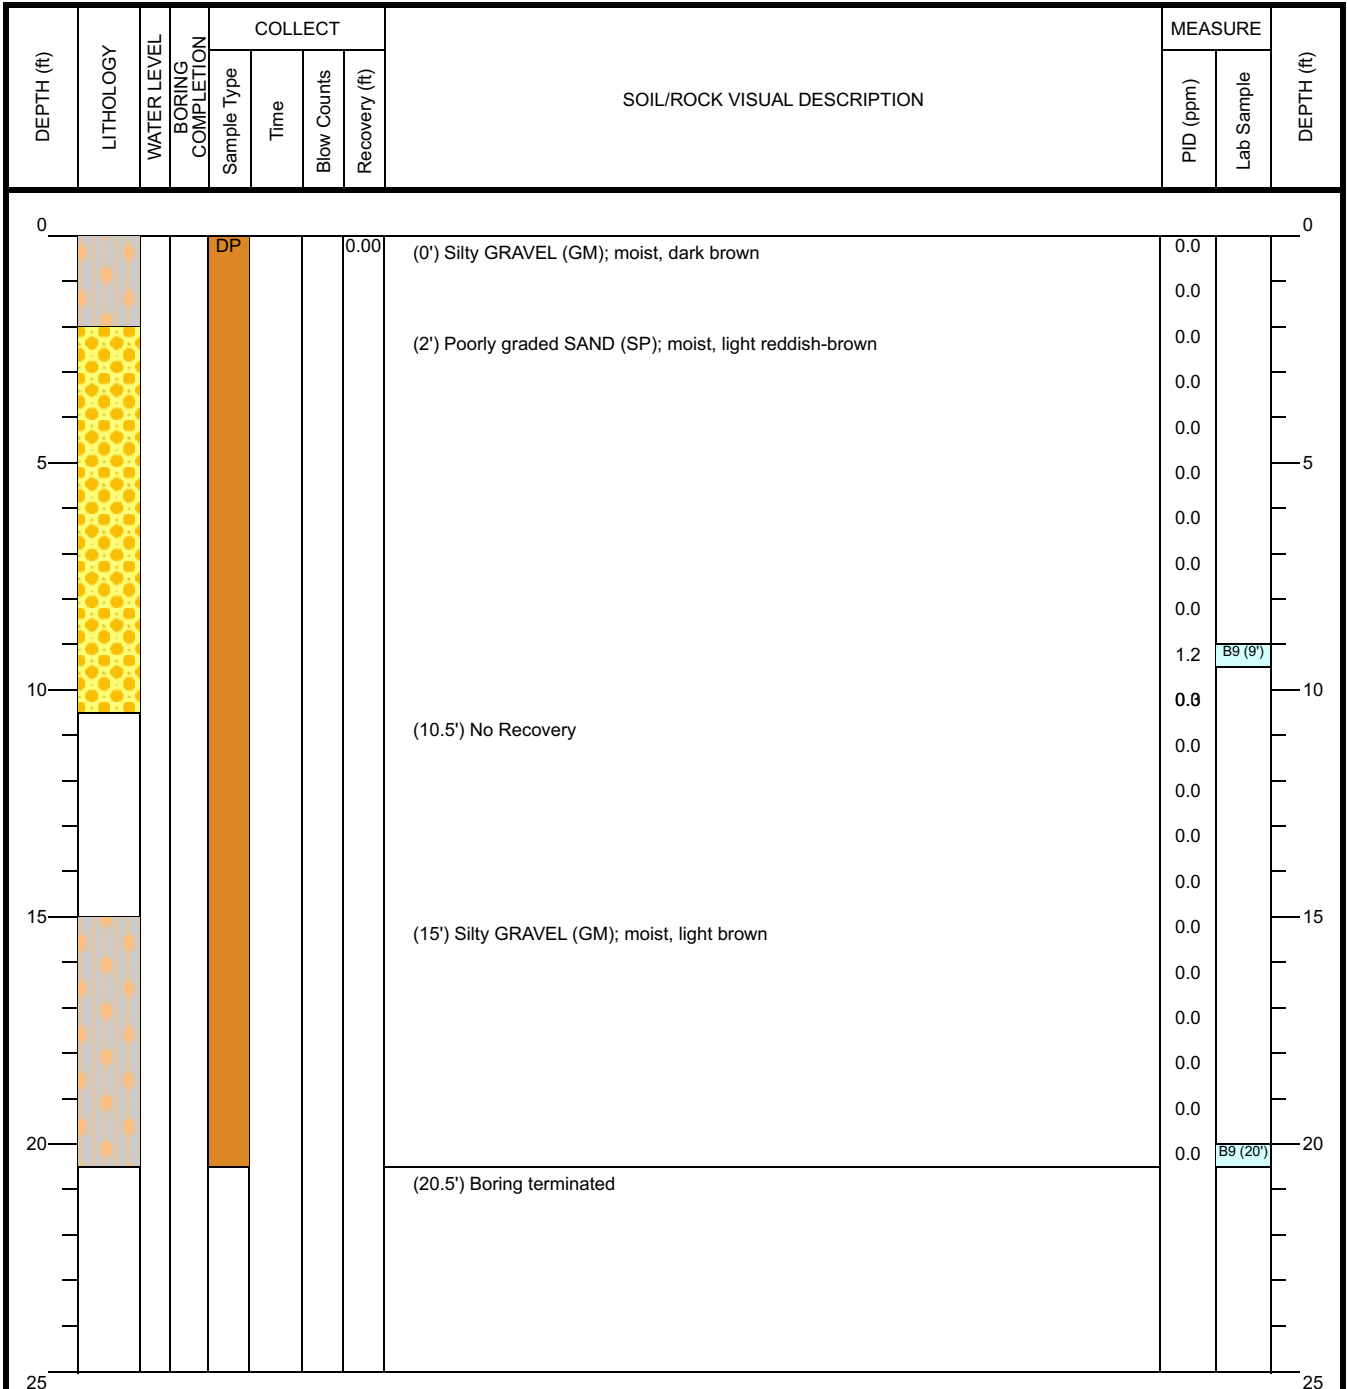 COLLECT
MEASURE
DEPTH (ft)
LITHOLOGY
WATER LEVEL
BORING
COMPLETION
Sample Type
Time
Blow Counts
Recovery (ft)
SOIL/ROCK VISUAL DESCRIPTION
PID (ppm)
Lab Sample
DEPTH (ft)
0 0
DP 0.00 (0') Silty GRAVEL (GM); moist, dark brown 0.0
0.0
(2') Poorly graded SAND (SP); moist, light reddish-brown 0.0
0.0
0.0
5 5
0.0
0.0
0.0
0.0
1.2 B9 (9')
10 10
(10.5') No Recovery
0.0
0.0
0.0
0.0
15 15
(15') Silty GRAVEL (GM); moist, light brown 0.0
0.0
0.0
0.0
0.0
20 20
0.0 B9 (20')
(20.5') Boring terminated
25 25